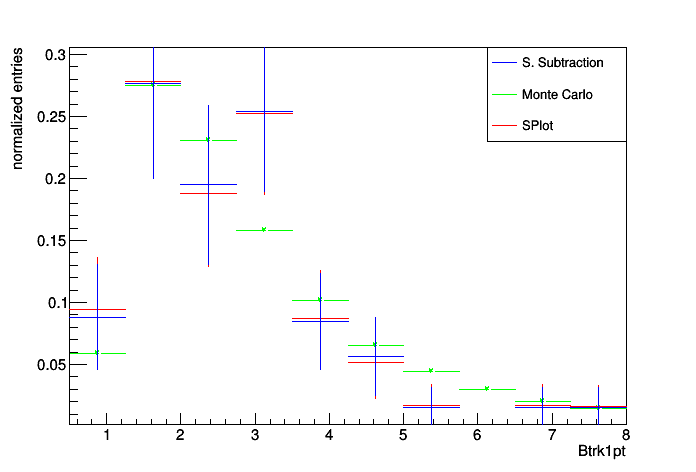 normalized entries
0.3
0.25
0.2
0.15
0.1
0.05
S. Subtraction
Monte Carlo
SPlot
1 2 3 4 5 6 7 8
Btrk1pt